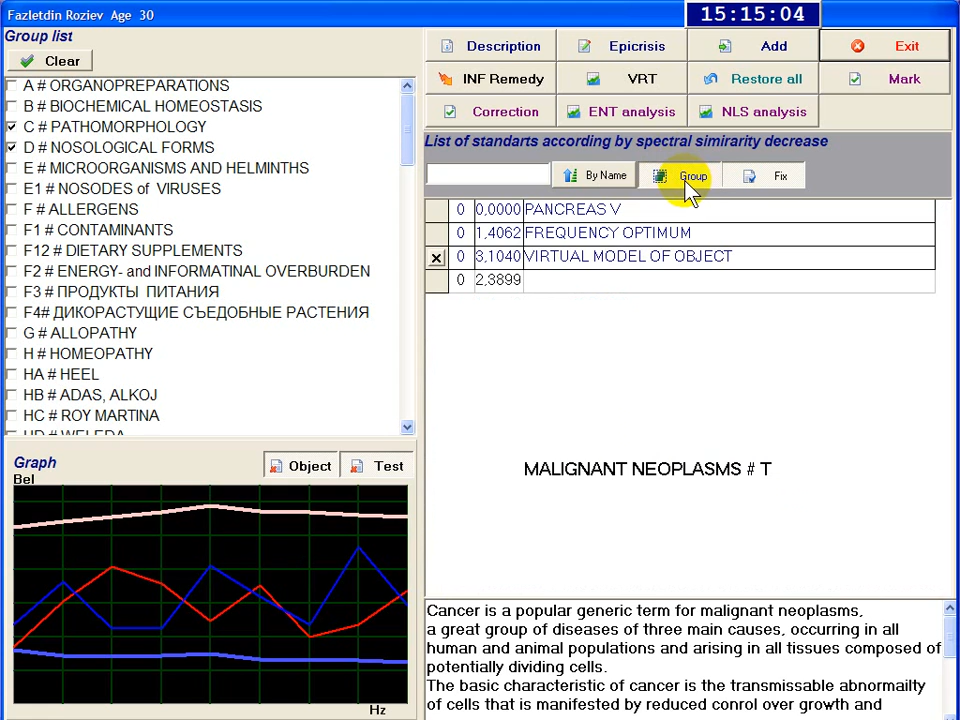 Fazletdin Roziev Age 30
15:15:04
Group list
Clear
A # ORGANOPREPARATIONS
B # BIOCHEMICAL HOMEOSTASIS
C # PATHOMORPHOLOGY
D # NOSOLOGICAL FORMS
E # MICROORGANISMS AND HELMINTHS
E1 # NOSODES of VIRUSES
F # ALLERGENS
F1 # CONTAMINANTS
F12 # DIETARY SUPPLEMENTS
F2 # ENERGY- and INFORMATINAL OVERBURDEN
F3 # ПРОДУКТЫ ПИТАНИЯ
F4# ДИКОРАСТУЩИЕ СЪЕДОБНЫЕ РАСТЕНИЯ
G # ALLOPATHY
H # HOMEOPATHY
HA # HEEL
HB # ADAS, ALKOJ
HC # ROY MARTINA
HD # WELEDA
Graph
Object Test
Bel
Hz
Description Epicrisis Add Exit
INF Remedy VRT Restore all Mark
Correction ENT analysis NLS analysis
List of standarts according by spectral simirarity decrease
By Name Group Fix
0 0,0000 PANCREAS V
0 1,4062 FREQUENCY OPTIMUM
0 3,1040 VIRTUAL MODEL OF OBJECT
0 2,3899
MALIGNANT NEOPLASMS # T
Cancer is a popular generic term for malignant neoplasms,
a great group of diseases of three main causes, occurring in all
human and animal populations and arising in all tissues composed of
potentially dividing cells.
The basic characteristic of cancer is the transmissable abnormailty
of cells that is manifested by reduced conrol over growth and